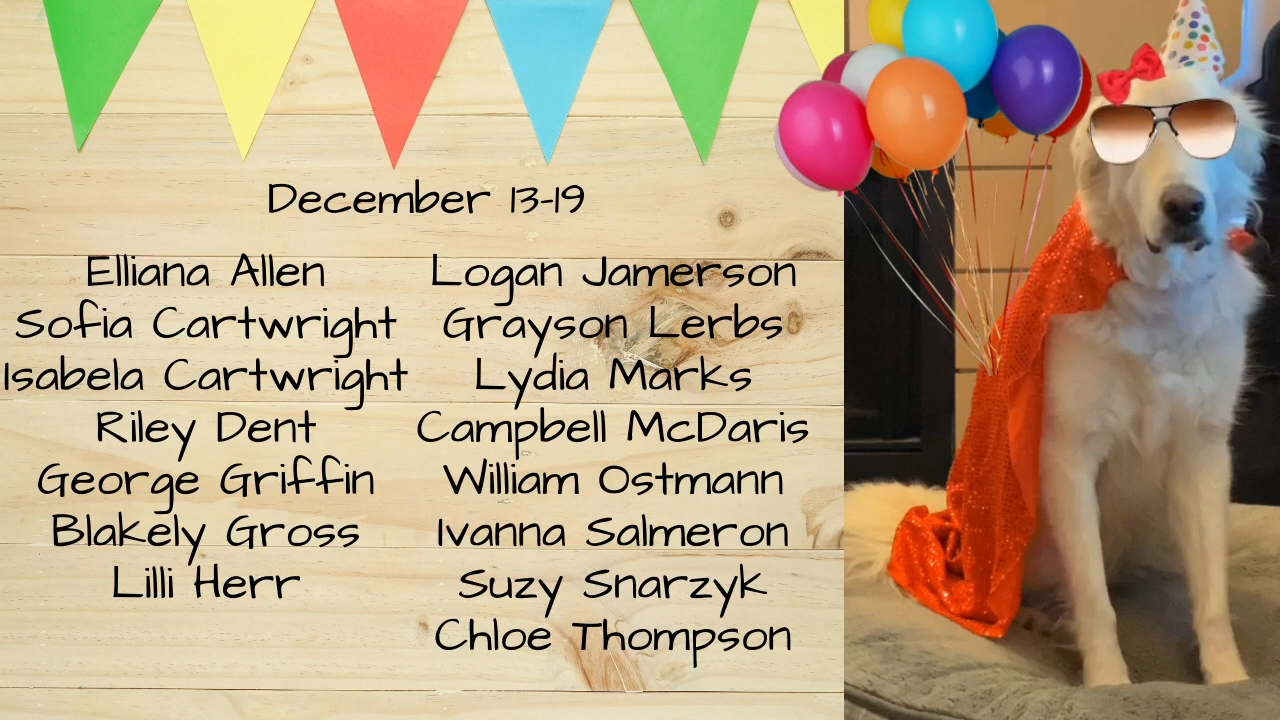 December 13-19
Elliana Allen
Sofia Cartwright
Isabela Cartwright
Riley Dent
George Griffin
Blakely Gross
Lilli Herr
Logan Jamerson
Grayson Lerbs
Lydia Marks
Campbell McDaris
William Ostmann
Ivanna Salmeron
Suzy Snarzyk
Chloe Thompson